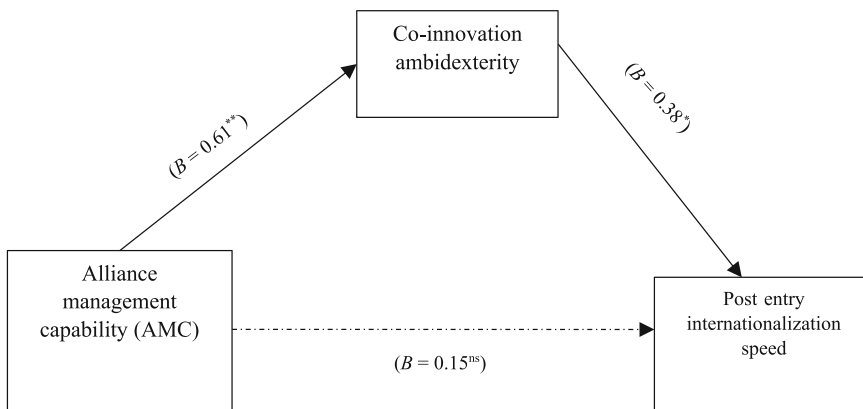 Co-innovation
ambidexterity
(B = 0.61**)
(B = 0.38*)
Alliance
management
capability (AMC)
Post entry
internationalization
speed
(B = 0.15ns)